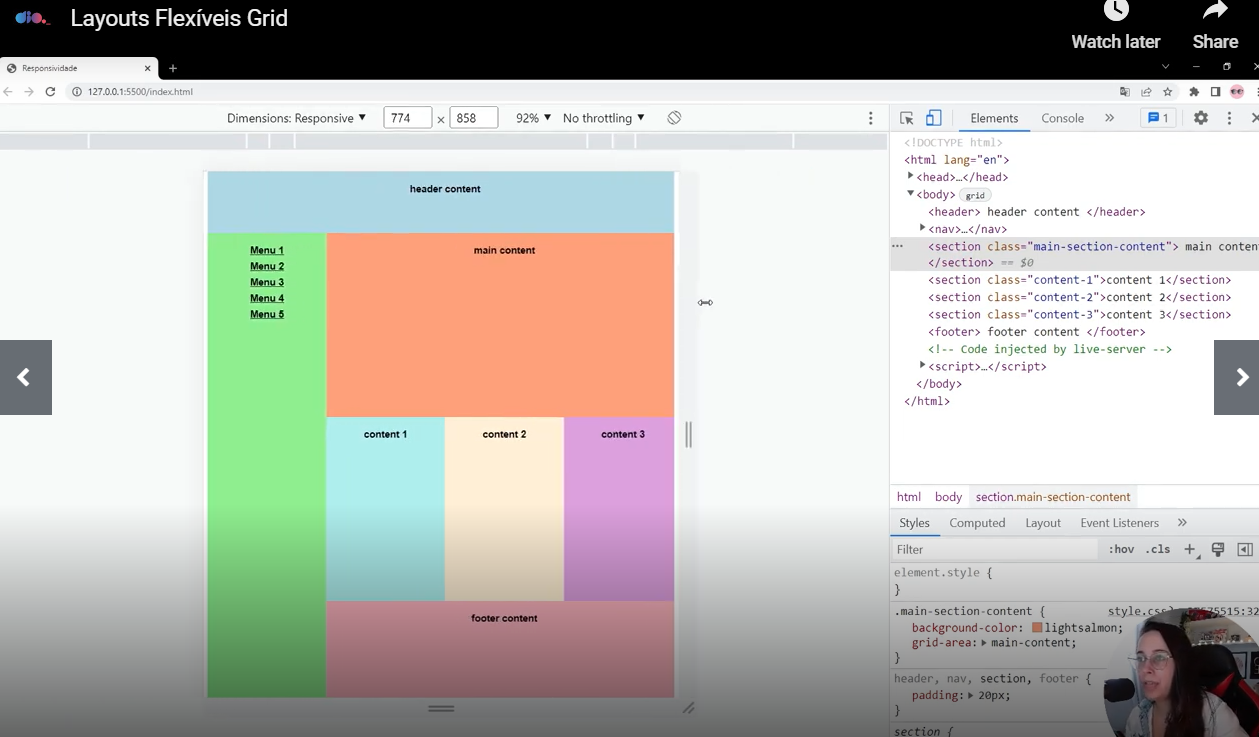 dio.
Layouts Flexíveis Grid
Watch later
Share
Responsividade
127.0.0.1:5500/index.html
Dimensions: Responsive ▼ 774 × 858 92% ▼ No throttling ▼
Elements Console » 1
header content
Menu 1
Menu 2
Menu 3
Menu 4
Menu 5
main content
content 1
content 2
content 3
footer content
<!DOCTYPE html>
<html lang="en">
▶<head>…</head>
▼<body> grid
<header> header content </header>
▶<nav>…</nav>
<section class="main-section-content"> main conten
</section> == $0
<section class="content-1">content 1</section>
<section class="content-2">content 2</section>
<section class="content-3">content 3</section>
<footer> footer content </footer>
<!-- Code injected by live-server -->
▶<script>…</script>
</body>
</html>
html body section.main-section-content
Styles Computed Layout Event Listeners »
Filter :hov .cls +
element.style {
}
.main-section-content {
background-color: lightsalmon;
grid-area: ▶ main-content;
}
header, nav, section, footer {
padding: ▶ 20px;
}
section {